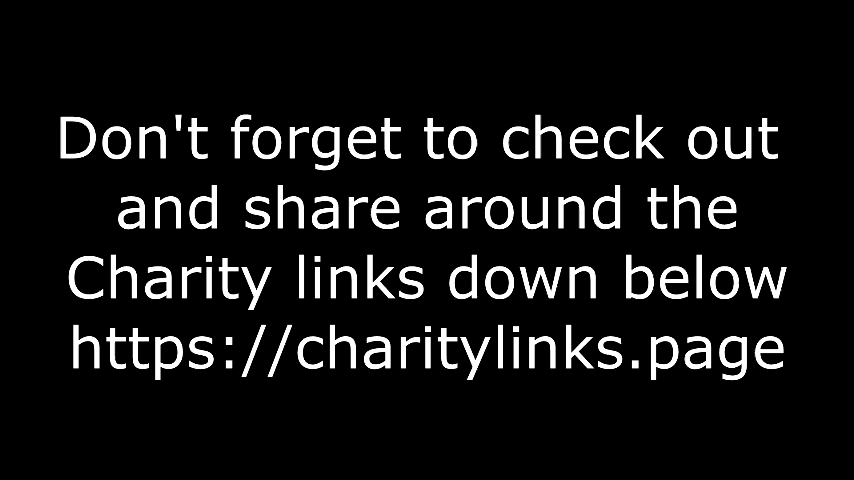 Don't forget to check out
and share around the
Charity links down below
https://charitylinks.page